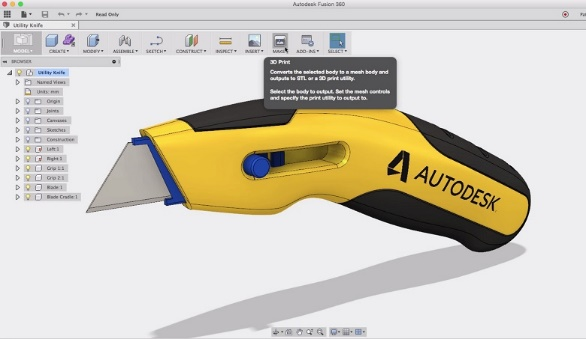 Autodesk Fusion 360
Read Only
Utility Knife
MODEL
CREATE
MODIFY
ASSEMBLE
SKETCH
CONSTRUCT
INSPECT
INSERT
MAKE
ADD-INS
SELECT
BROWSER
3D Print
Converts the selected body to a mesh body and
outputs to STL or a 3D print utility.
Select the body to output. Set the mesh controls
and specify the print utility to output to.
Utility Knife
Named Views
Units: mm
Origin
Joints
Canvases
Sketches
Construction
Left:1
Right:1
Grip 1:1
Grip 2:1
Blade:1
Blade Cradle:1
AUTODESK